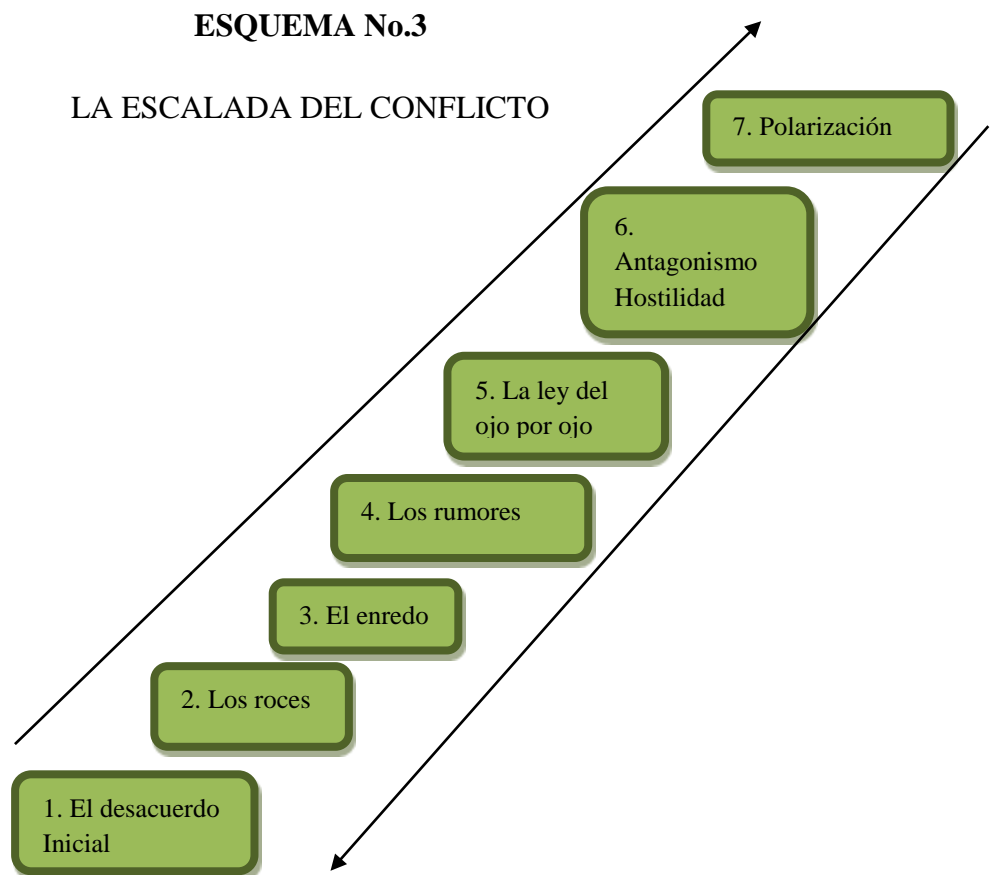 ESQUEMA No.3
LA ESCALADA DEL CONFLICTO
7. Polarización
6.
Antagonismo
Hostilidad
5. La ley del
ojo por ojo
4. Los rumores
3. El enredo
2. Los roces
1. El desacuerdo
Inicial